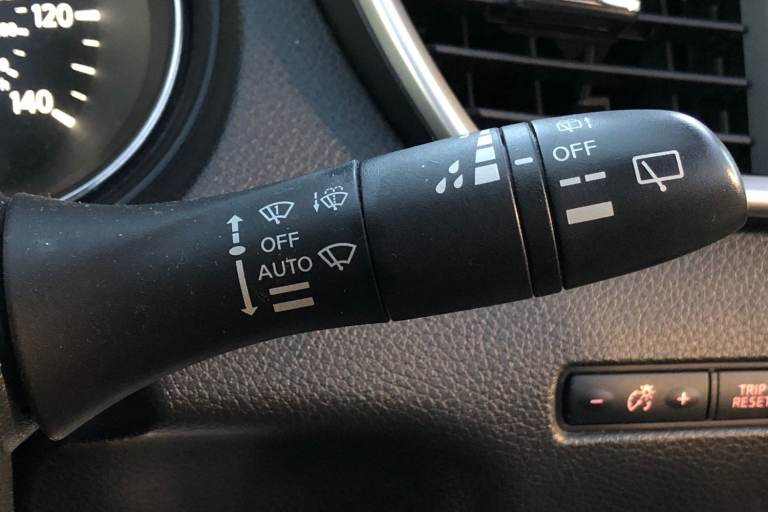 120
140
OFF
AUTO
OFF
- +
TRIP
RESET